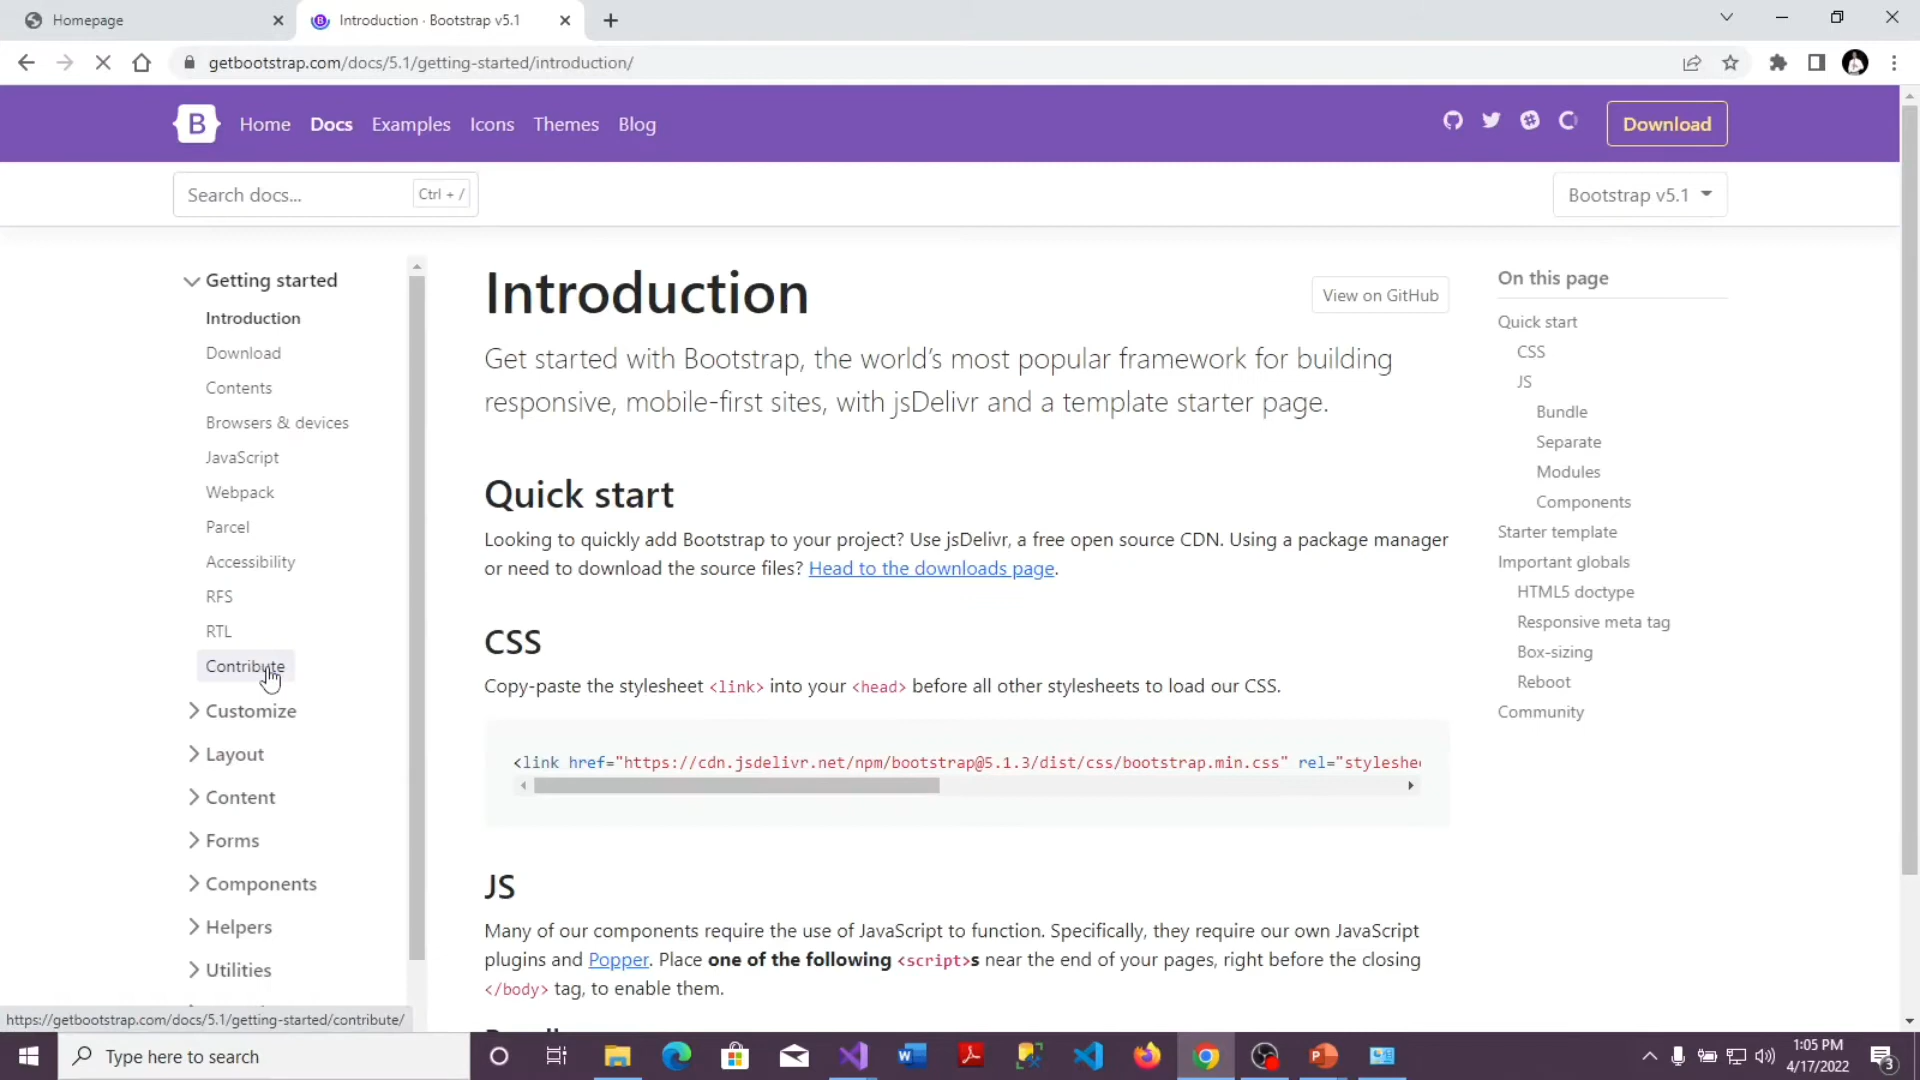 Homepage
Introduction · Bootstrap v5.1
getbootstrap.com/docs/5.1/getting-started/introduction/
B
Home Docs Examples Icons Themes Blog
Download
Search docs... Ctrl + /
Bootstrap v5.1
Getting started
Introduction
Download
Contents
Browsers & devices
JavaScript
Webpack
Parcel
Accessibility
RFS
RTL
Contribute
Customize
Layout
Content
Forms
Components
Helpers
Utilities
Introduction
View on GitHub
Get started with Bootstrap, the world’s most popular framework for building
responsive, mobile-first sites, with jsDelivr and a template starter page.
Quick start
Looking to quickly add Bootstrap to your project? Use jsDelivr, a free open source CDN. Using a package manager
or need to download the source files? Head to the downloads page.
CSS
Copy-paste the stylesheet <link> into your <head> before all other stylesheets to load our CSS.
<link href="https://cdn.jsdelivr.net/npm/bootstrap@5.1.3/dist/css/bootstrap.min.css" rel="styleshe
JS
Many of our components require the use of JavaScript to function. Specifically, they require our own JavaScript
plugins and Popper. Place one of the following <script>s near the end of your pages, right before the closing
</body> tag, to enable them.
On this page
Quick start
CSS
JS
Bundle
Separate
Modules
Components
Starter template
Important globals
HTML5 doctype
Responsive meta tag
Box-sizing
Reboot
Community
https://getbootstrap.com/docs/5.1/getting-started/contribute/
Type here to search
1:05 PM
4/17/2022
3